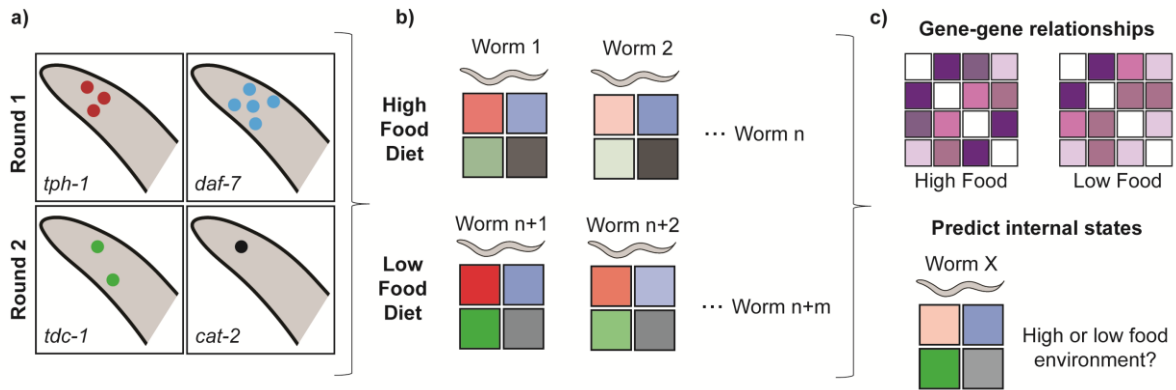 a)
Round 1
tph-1
daf-7
Round 2
tdc-1
cat-2
b)
Worm 1
Worm 2
High
Food
Diet
··· Worm n
Worm n+1
Worm n+2
Low
Food
Diet
··· Worm n+m
c)
Gene-gene relationships
High Food
Low Food
Predict internal states
Worm X
High or low food
environment?